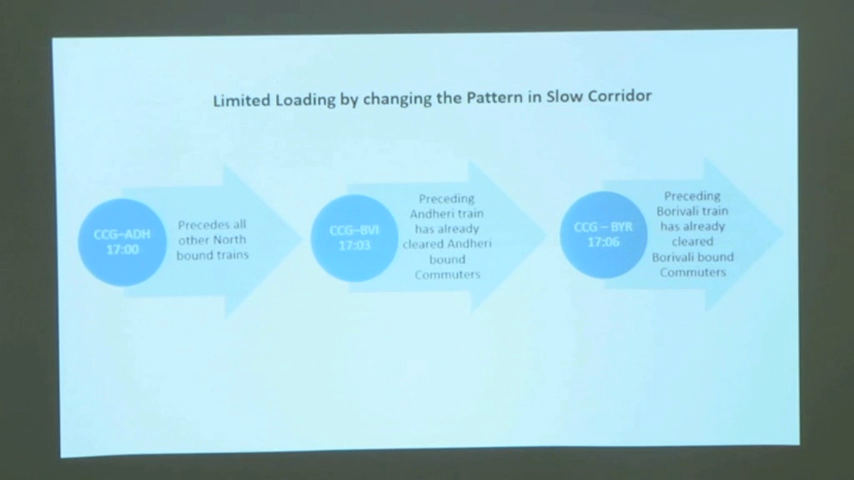 Limited Loading by changing the Pattern in Slow Corridor
CCG–ADH
17:00
Precedes all
other North
bound trains
CCG–BVI
17:03
Preceding
Andheri train
has already
cleared Andheri
bound
Commuters
CCG – BYR
17:06
Preceding
Borivali train
has already
cleared
Borivali bound
Commuters